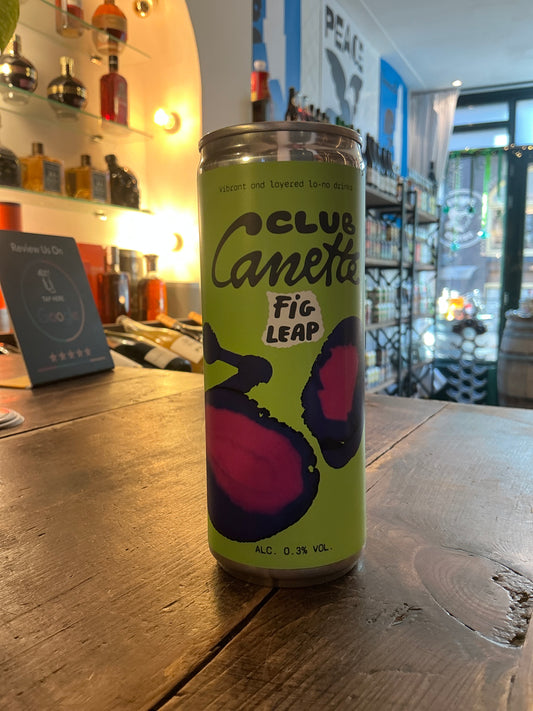 PEACE
Vibrant and layered lo-no drinks
CLUB
Canette
FiG
LEAP
ALC. 0.3% VOL.
Review Us On
TAP HERE
Google